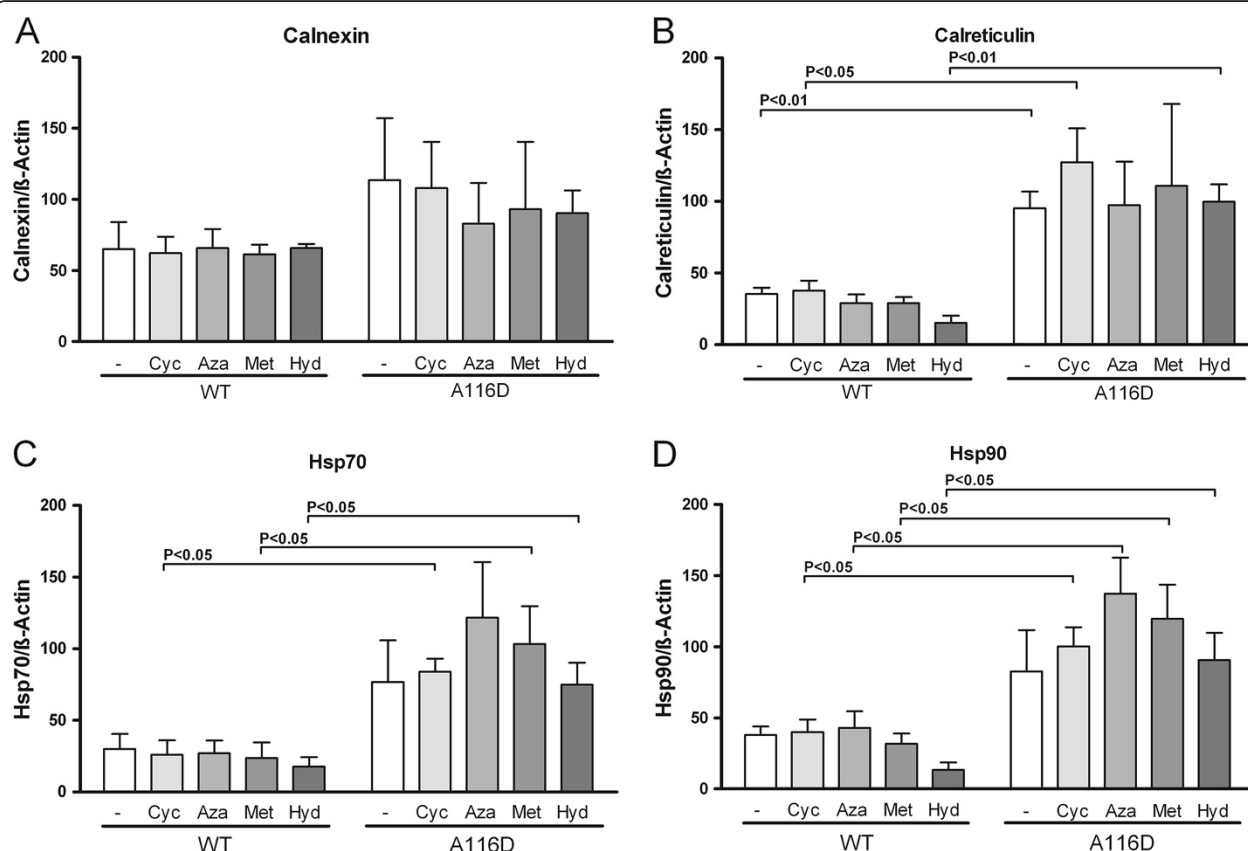 A
Calnexin
200
150
100
50
0
Calnexin/ß-Actin
- Cyc Aza Met Hyd - Cyc Aza Met Hyd
WT A116D
B
Calreticulin
200
150
100
50
0
Calreticulin/ß-Actin
P<0.01
P<0.05
P<0.01
- Cyc Aza Met Hyd - Cyc Aza Met Hyd
WT A116D
C
Hsp70
200
150
100
50
0
Hsp70/ß-Actin
P<0.05
P<0.05
P<0.05
- Cyc Aza Met Hyd - Cyc Aza Met Hyd
WT A116D
D
Hsp90
200
150
100
50
0
Hsp90/ß-Actin
P<0.05
P<0.05
P<0.05
P<0.05
- Cyc Aza Met Hyd - Cyc Aza Met Hyd
WT A116D